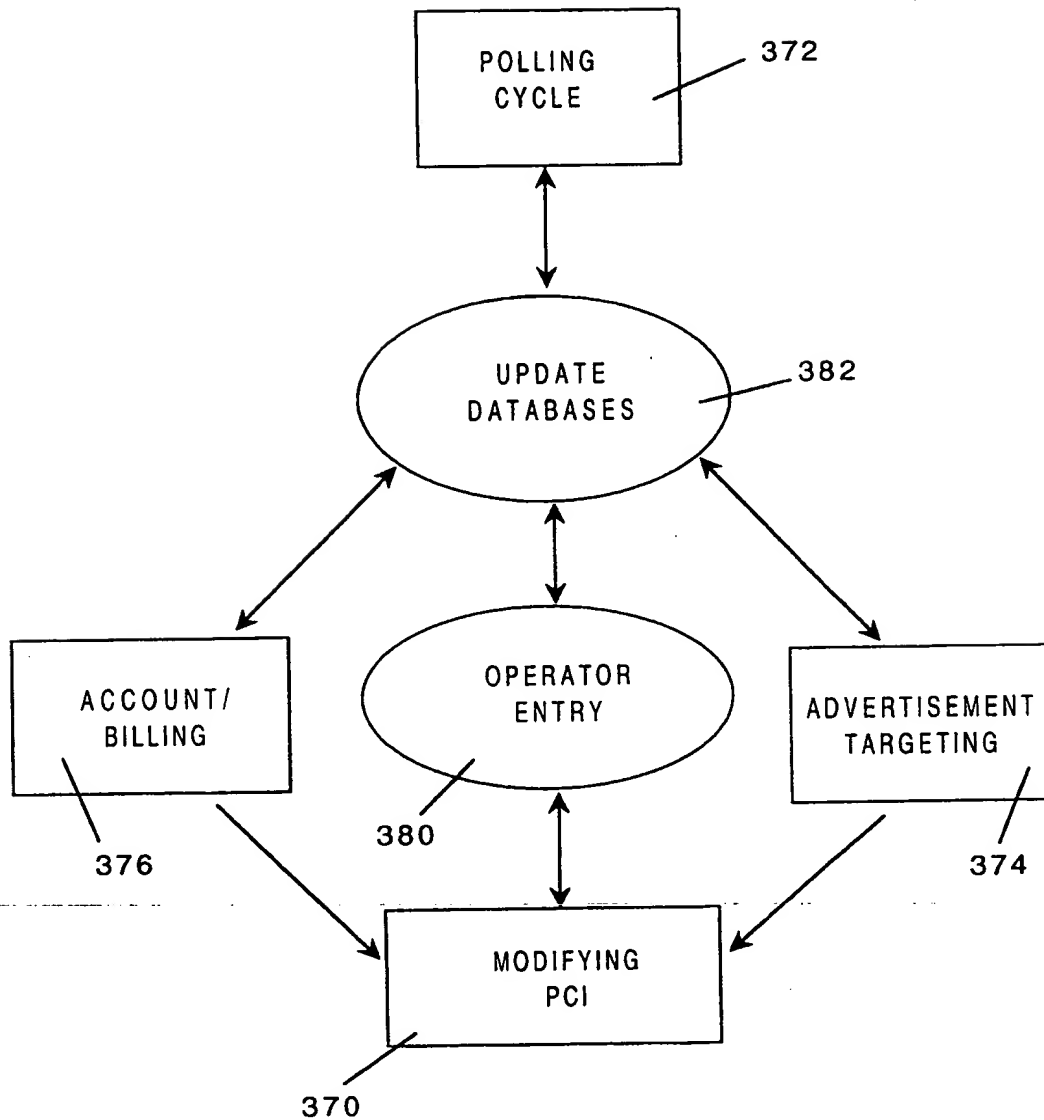 POLLING
CYCLE
372
UPDATE
DATABASES
382
ACCOUNT/
BILLING
376
OPERATOR
ENTRY
380
ADVERTISEMENT
TARGETING
374
MODIFYING
PCI
370